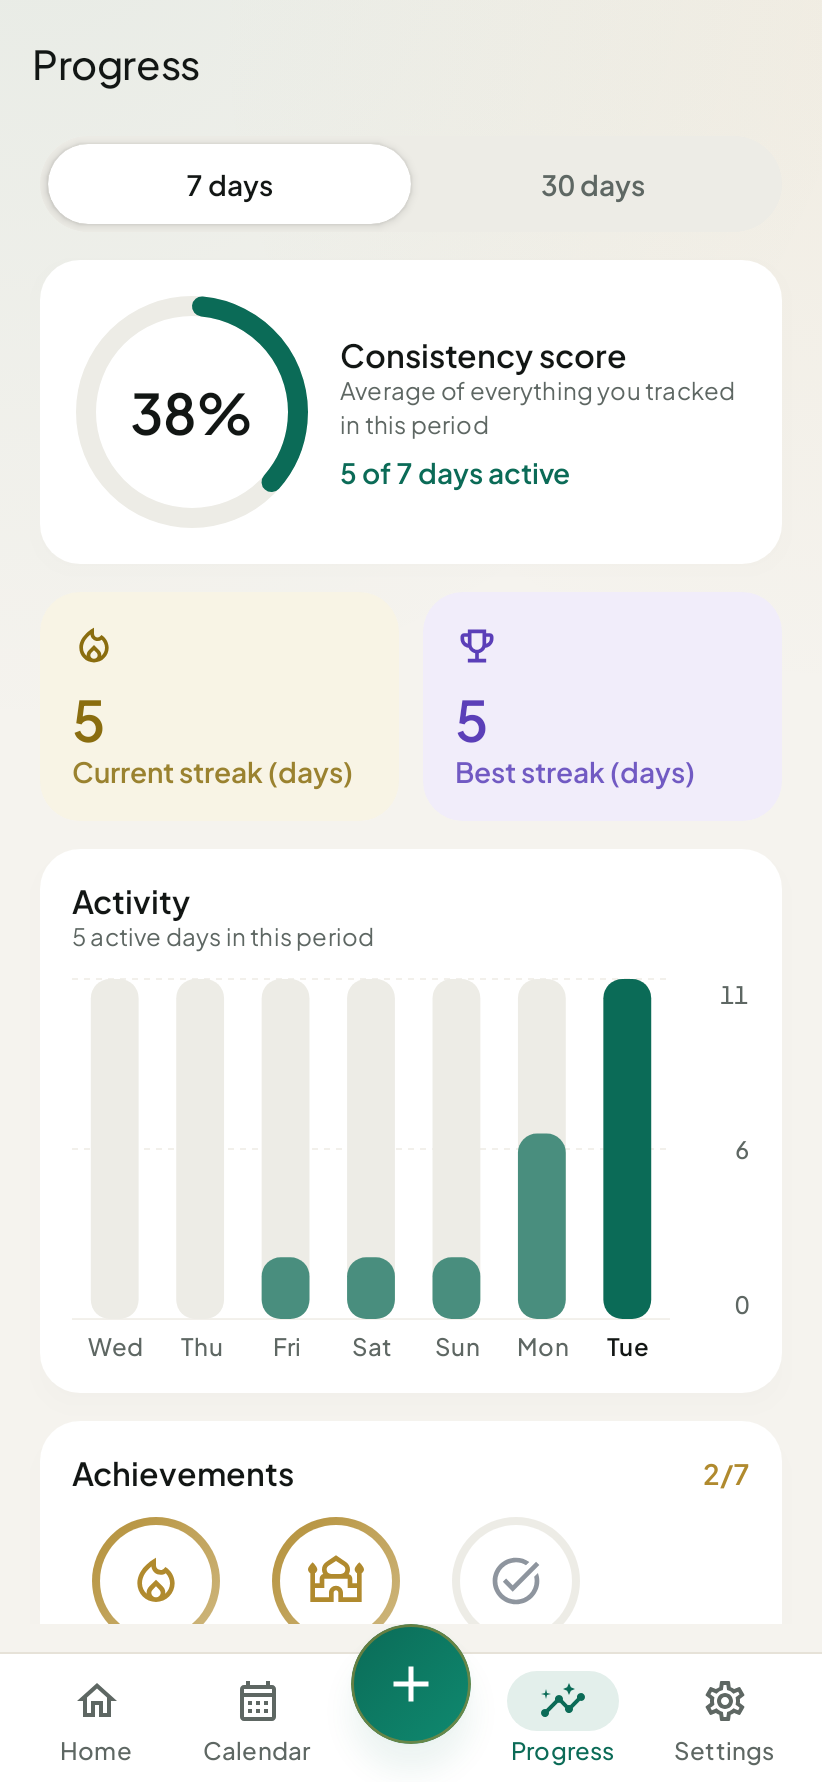 Progress
7 days
30 days
38%
Consistency score
Average of everything you tracked
in this period
5 of 7 days active
5
Current streak (days)
5
Best streak (days)
Activity
5 active days in this period
11
6
0
Wed Thu Fri Sat Sun Mon Tue
Achievements
2/7
Home
Calendar
Progress
Settings